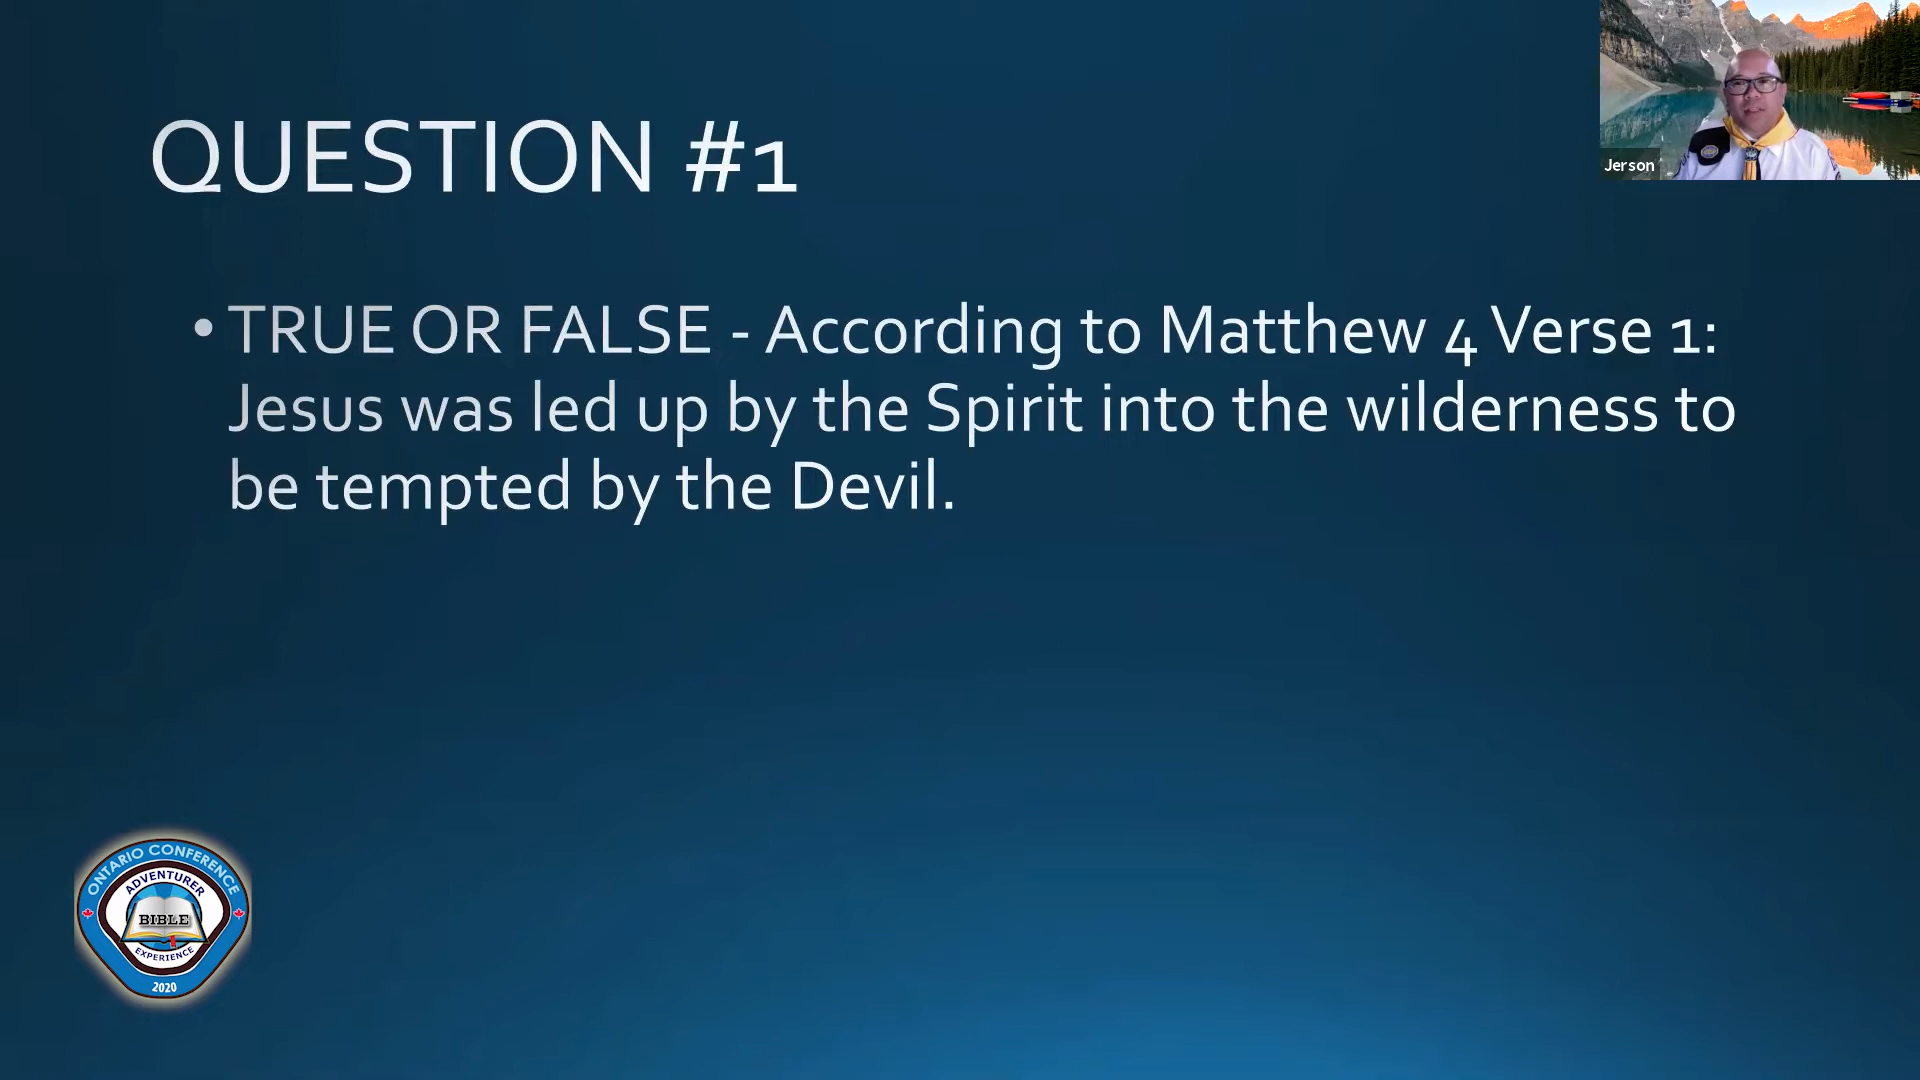 QUESTION #1
Jerson
• TRUE OR FALSE - According to Matthew 4 Verse 1:
Jesus was led up by the Spirit into the wilderness to
be tempted by the Devil.
ONTARIO CONFERENCE
ADVENTURER
BIBLE
EXPERIENCE
2020